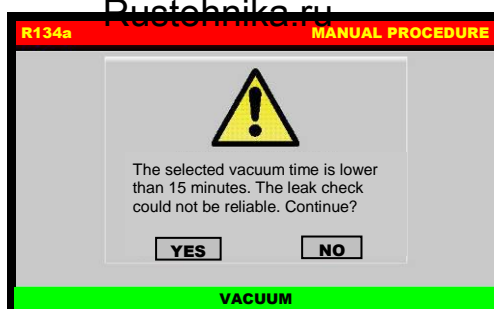 Rustehnika.ru
R134a MANUAL PROCEDURE
The selected vacuum time is lower
than 15 minutes. The leak check
could not be reliable. Continue?
YES NO
VACUUM